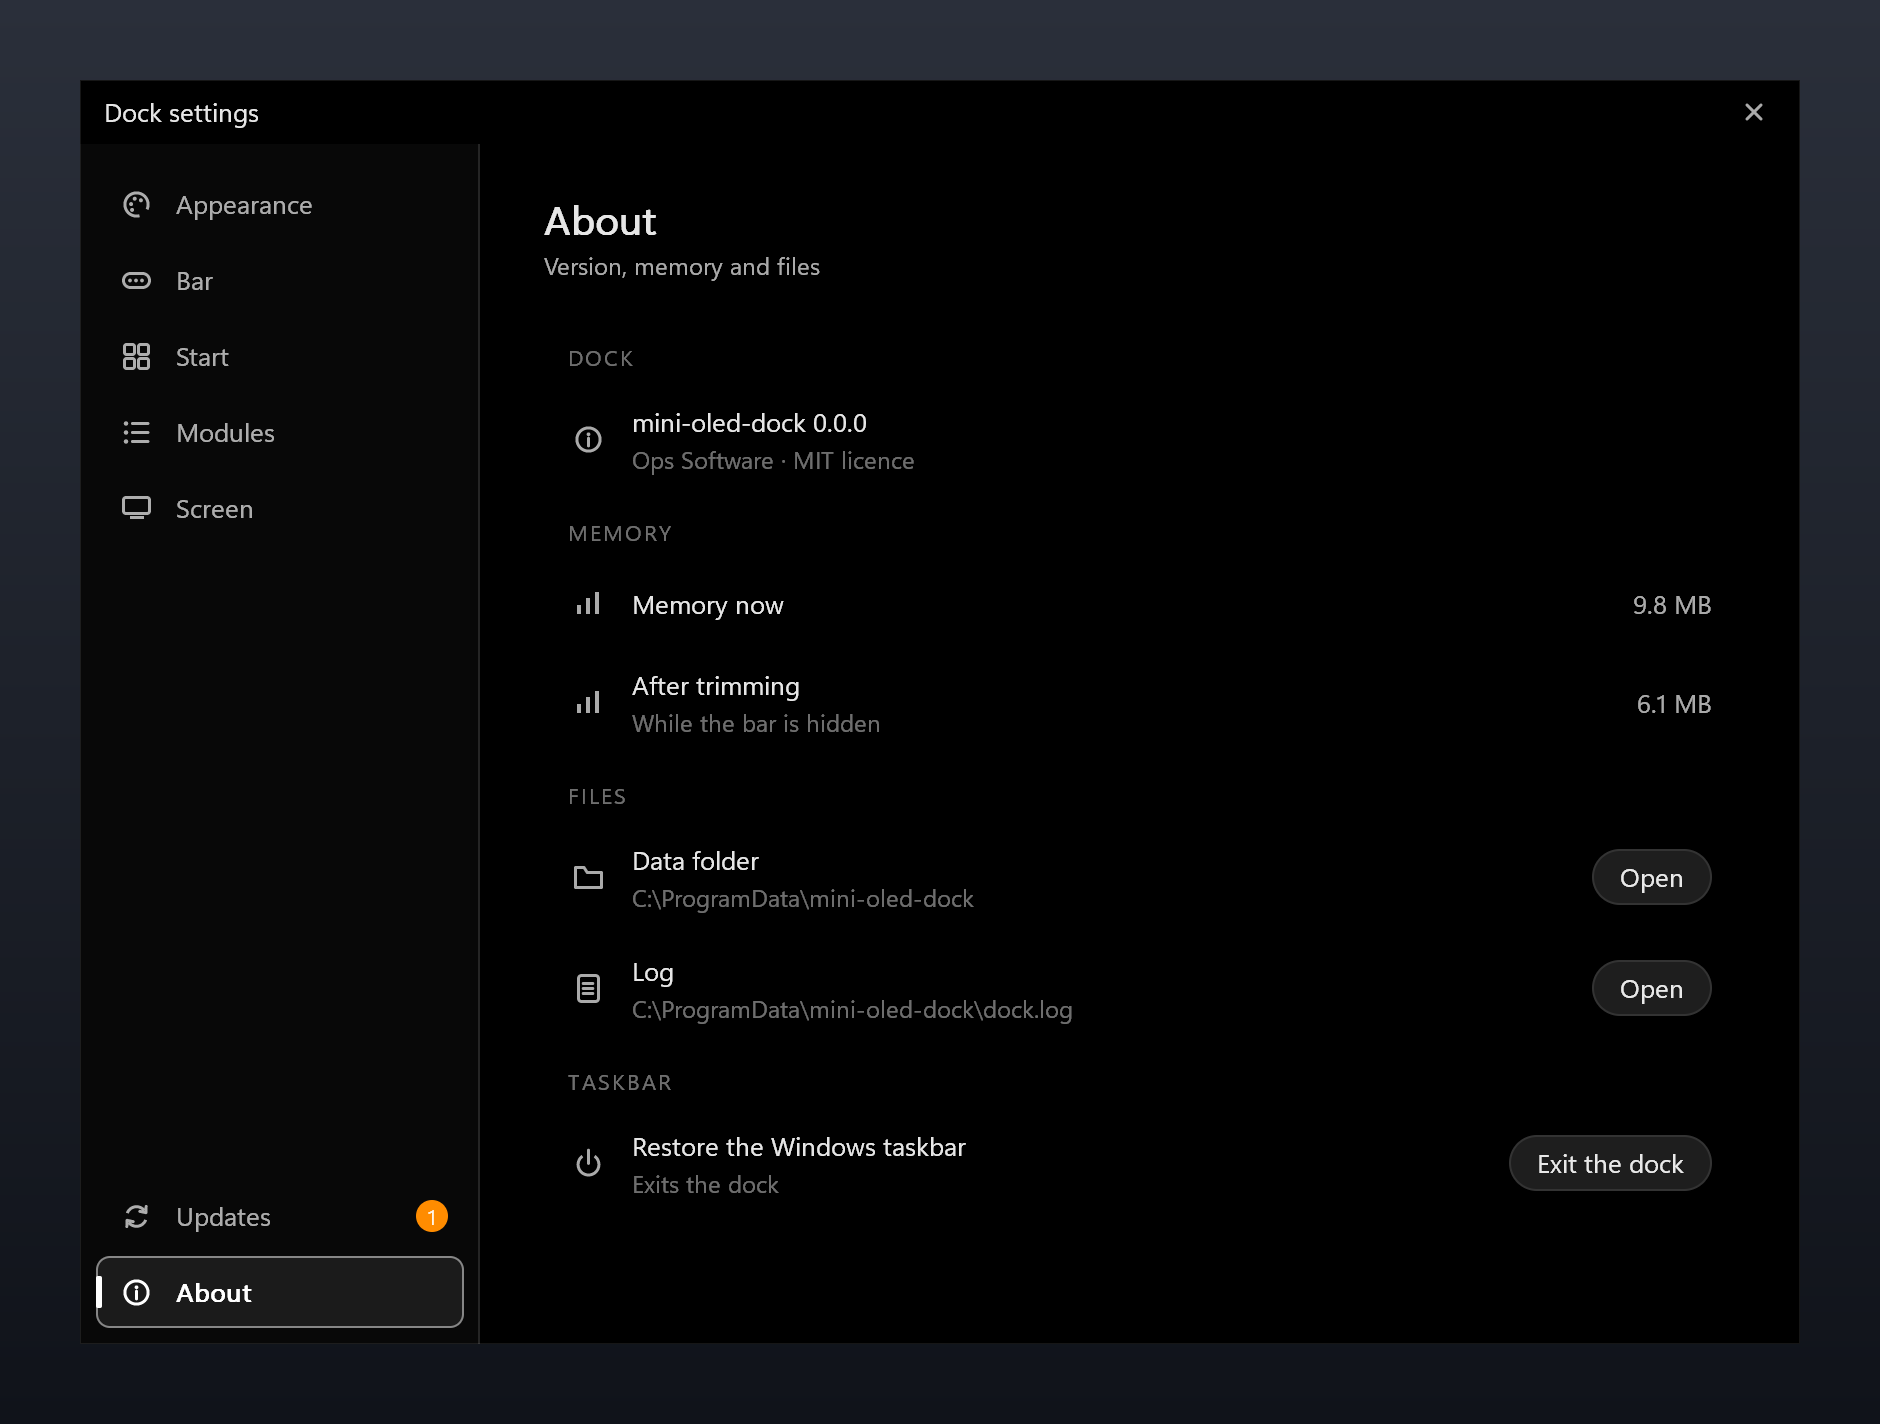 Dock settings
Appearance
Bar
Start
Modules
Screen
Updates
1
About
About
Version, memory and files
DOCK
mini-oled-dock 0.0.0
Ops Software · MIT licence
MEMORY
Memory now
9.8 MB
After trimming
While the bar is hidden
6.1 MB
FILES
Data folder
C:\ProgramData\mini-oled-dock
Open
Log
C:\ProgramData\mini-oled-dock\dock.log
Open
TASKBAR
Restore the Windows taskbar
Exits the dock
Exit the dock